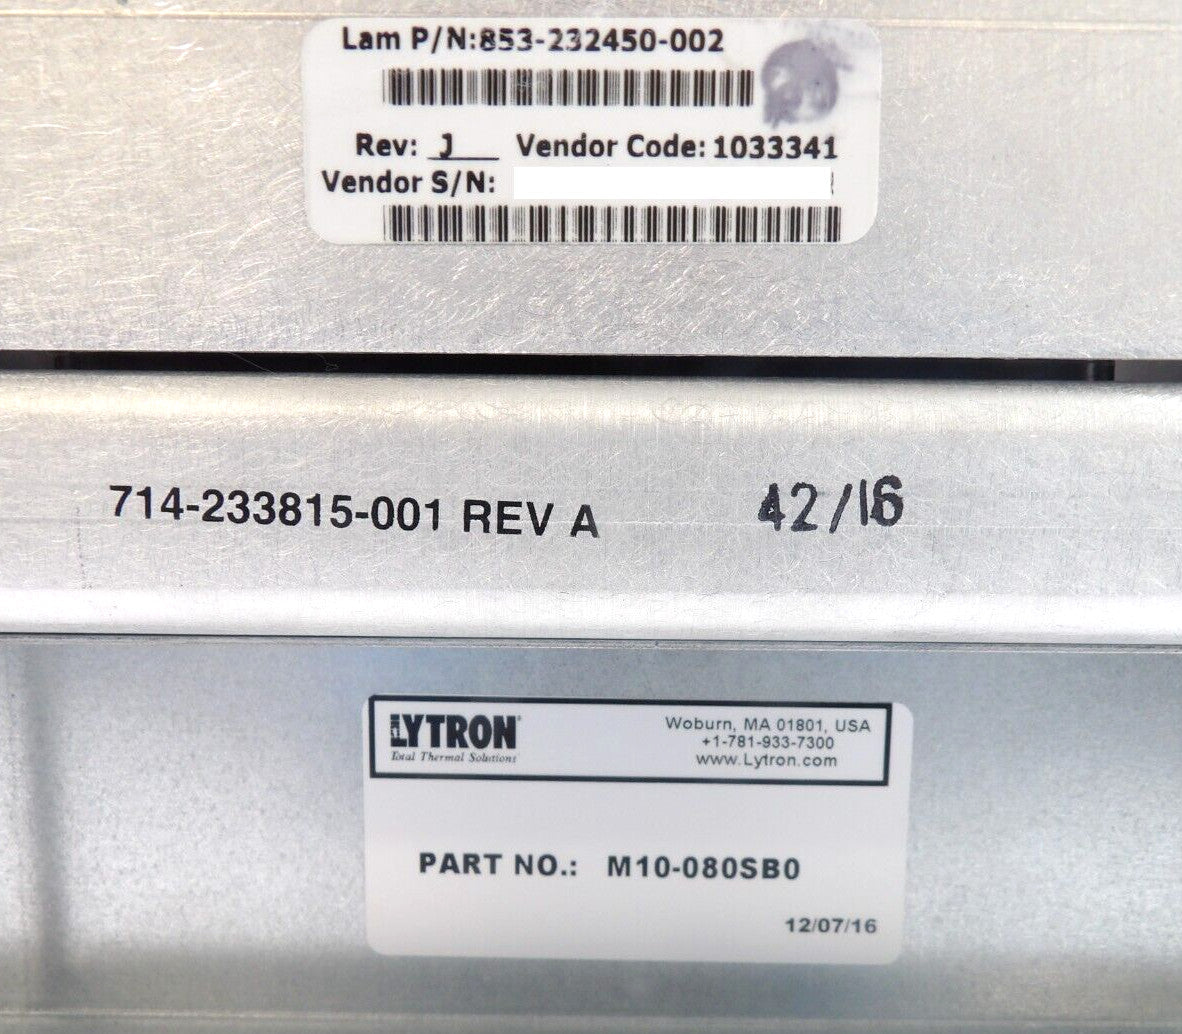 Lam P/N:853-232450-002
Rev: J Vendor Code: 1033341
Vendor S/N:
714-233815-001 REV A 42/16
LYTRON
Total Thermal Solutions
Woburn, MA 01801, USA
+1-781-933-7300
www.Lytron.com
PART NO.: M10-080SB0
12/07/16